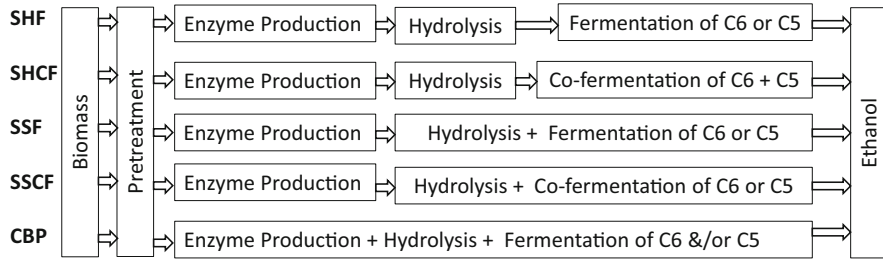 SHF
Enzyme Production
Hydrolysis
Fermentation of C6 or C5
SHCF
Enzyme Production
Hydrolysis
Co-fermentation of C6 + C5
SSF
Enzyme Production
Hydrolysis + Fermentation of C6 or C5
SSCF
Enzyme Production
Hydrolysis + Co-fermentation of C6 or C5
CBP
Enzyme Production + Hydrolysis + Fermentation of C6 &/or C5
Biomass
Pretreatment
Ethanol